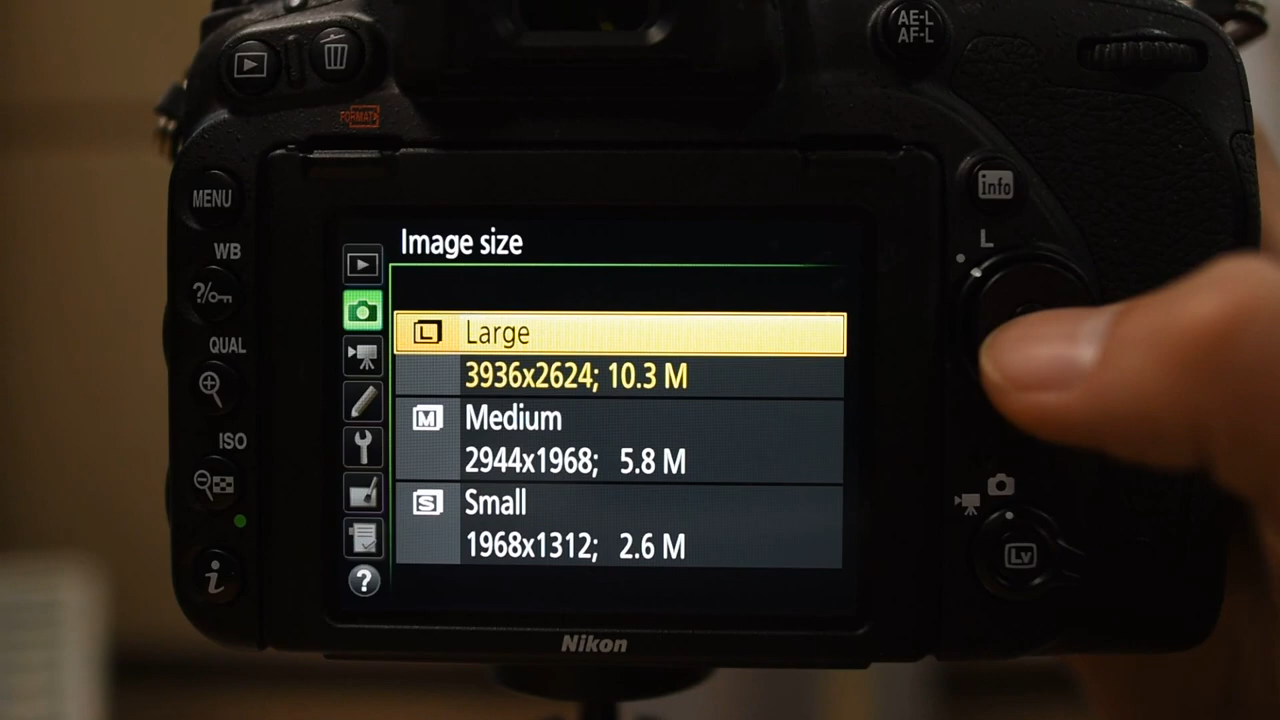 AE-L
AF-L
FORMAT
MENU
info
WB
L
Image size
?
L Large
QUAL
3936x2624; 10.3 M
M Medium
2944x1968; 5.8 M
ISO
S Small
1968x1312; 2.6 M
Lv
i
?
Nikon